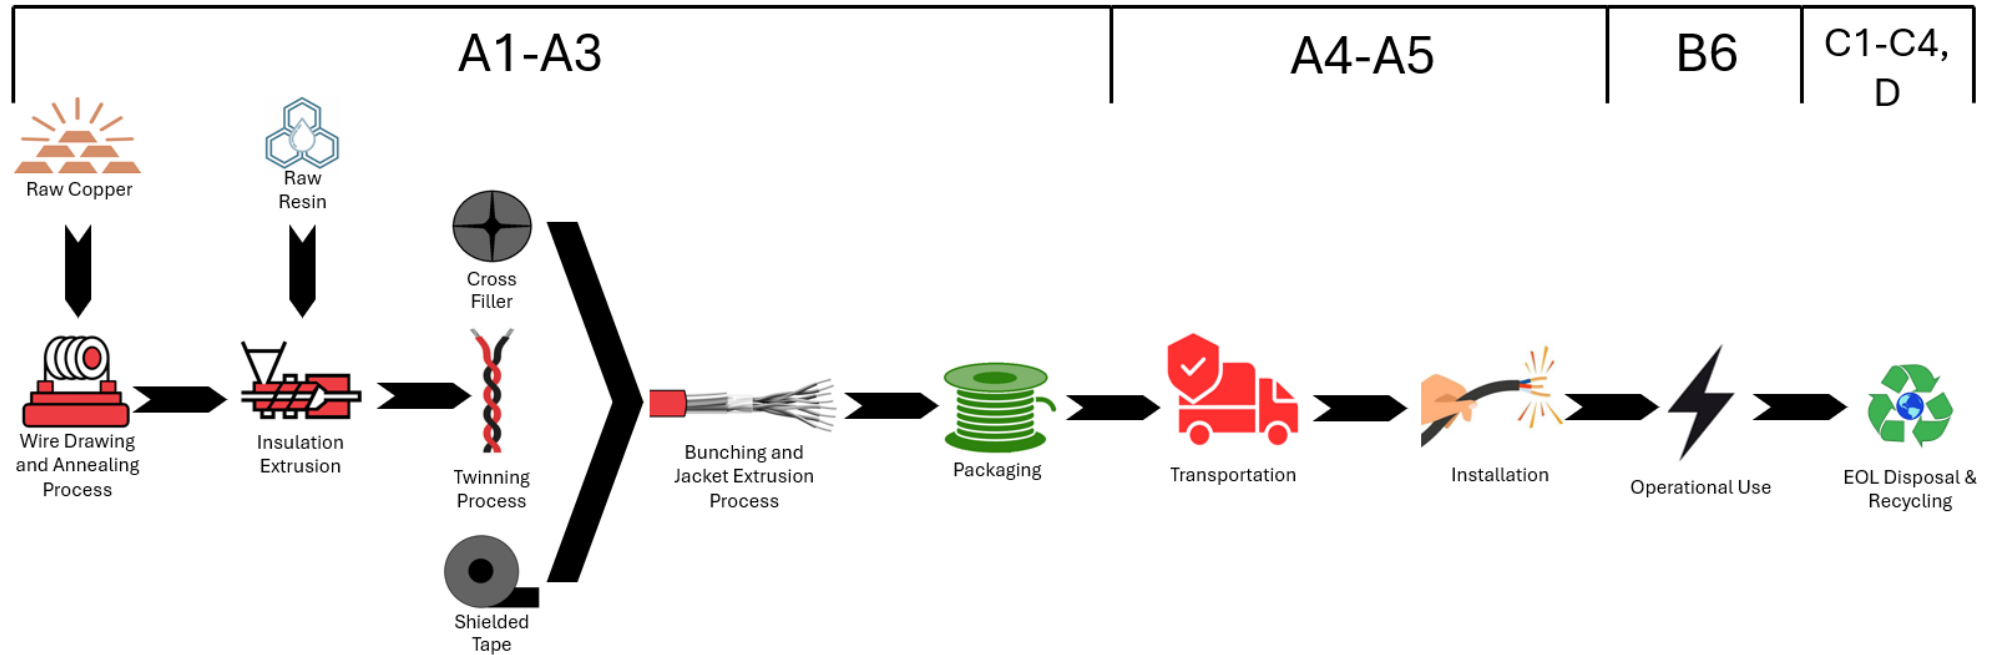 A1-A3
A4-A5
B6
C1-C4,
D
Raw Copper
Raw
Resin
Cross
Filler
Wire Drawing
and Annealing
Process
Insulation
Extrusion
Twinning
Process
Shielded
Tape
Bunching and
Jacket Extrusion
Process
Packaging
Transportation
Installation
Operational Use
EOL Disposal &
Recycling